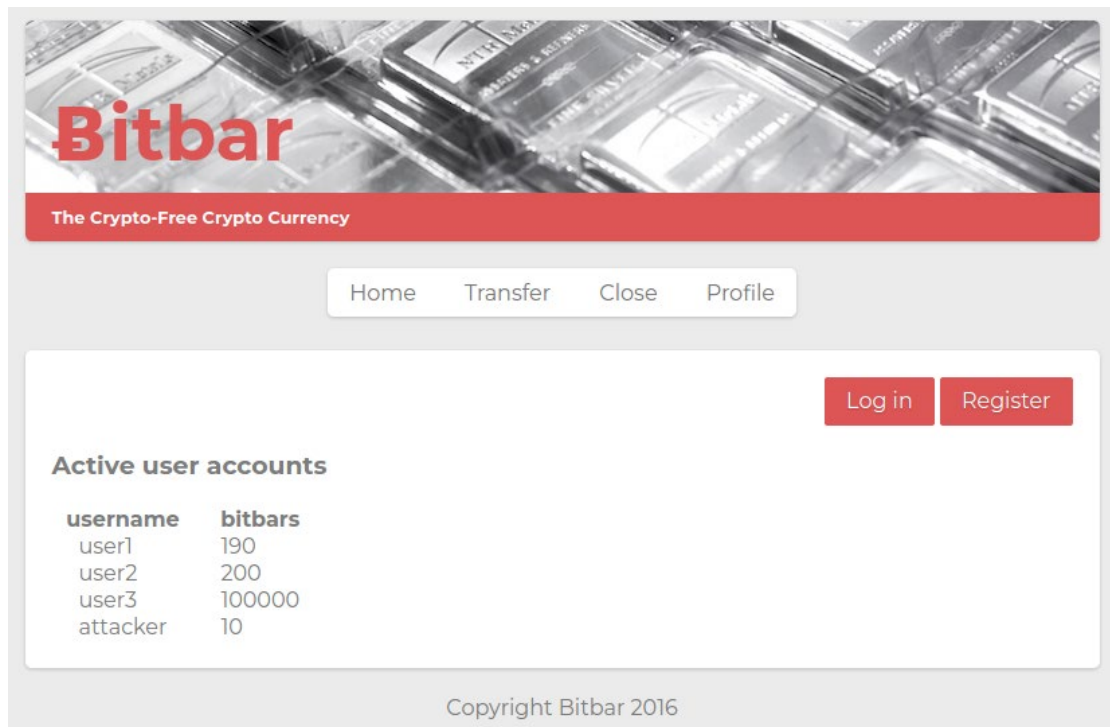 Ƀitbar
The Crypto-Free Crypto Currency
Home Transfer Close Profile
Log in Register
Active user accounts
username bitbars
user1 190
user2 200
user3 100000
attacker 10
Copyright Bitbar 2016